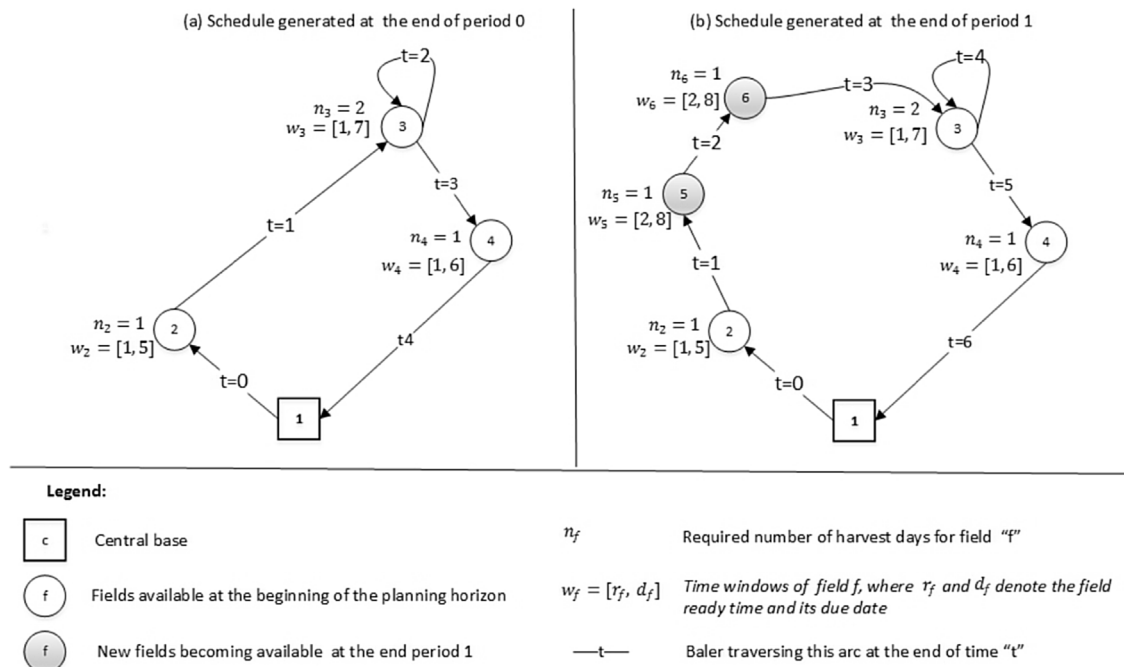 (a) Schedule generated at the end of period 0
t=2
n₃ = 2
w₃ = [1,7]
3
t=3
t=1
n₄ = 1
w₄ = [1,6]
4
n₂ = 1
w₂ = [1,5]
2
t4
t=0
1
(b) Schedule generated at the end of period 1
t=4
n₆ = 1
w₆ = [2,8]
6
t=3
n₃ = 2
w₃ = [1,7]
3
t=2
t=5
n₅ = 1
w₅ = [2,8]
5
n₄ = 1
w₄ = [1,6]
4
t=1
n₂ = 1
w₂ = [1,5]
2
t=6
t=0
1
Legend:
c
Central base
f
Fields available at the beginning of the planning horizon
f
New fields becoming available at the end period 1
n_f
Required number of harvest days for field “f”
w_f = [r_f, d_f]
Time windows of field f, where r_f and d_f denote the field
ready time and its due date
—t—
Baler traversing this arc at the end of time “t”